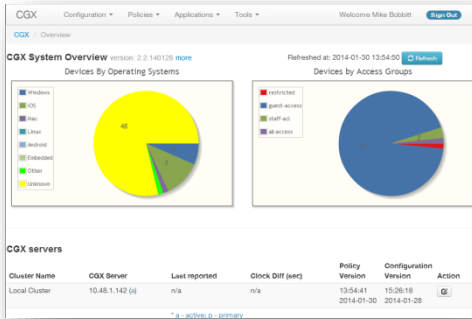 CGX Configuration Policies Applications Tools Welcome Mike Bobbitt Sign Out
CGX / Overview
CGX System Overview version: 2.2_140128 more Refreshed at: 2014-01-30 13:54:50 Refresh
Devices By Operating Systems Devices by Access Groups
Windows
iOS
Mac
Linux
Android
Embedded
Other
Unknown
48
7
restricted
guest-access
staff-act
all-access
CGX servers
Cluster Name CGX Server Last reported Clock Diff (sec) Policy Version Configuration Version Action
Local Cluster 10.48.1.142 (a) n/a n/a 13:54:41 15:26:18
2014-01-30 2014-01-28
* a - active; p - primary